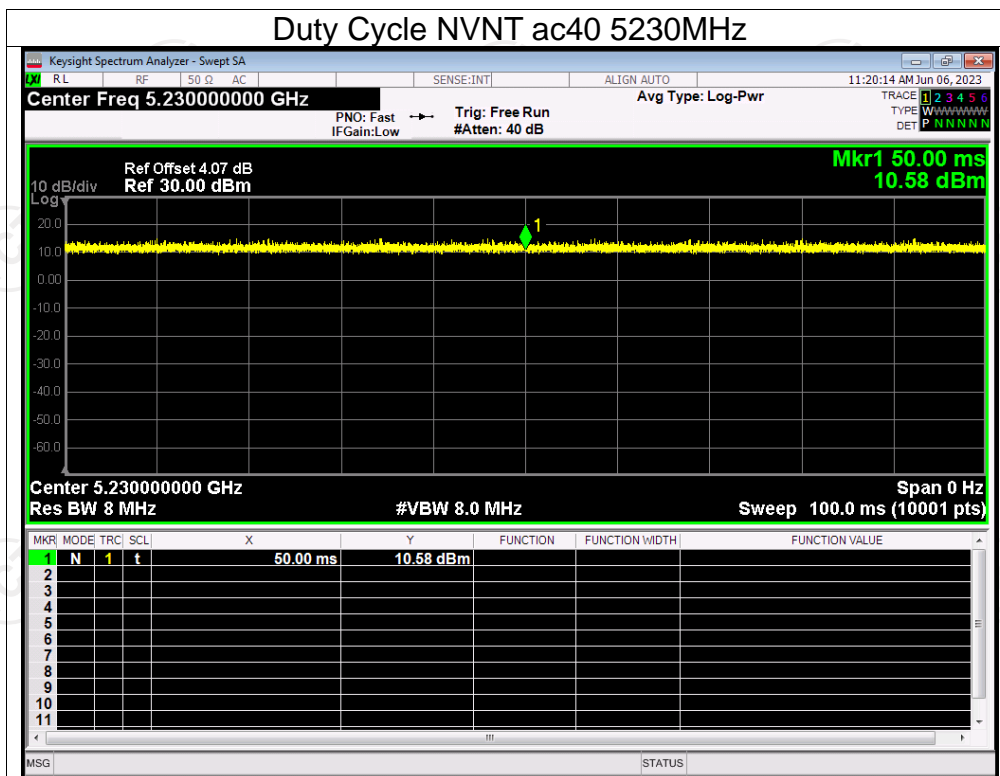 Duty Cycle NVNT ac40 5230MHz
Keysight Spectrum Analyzer - Swept SA
LXI RL RF 50 Ω AC SENSE:INT ALIGN AUTO 11:20:14 AM Jun 06, 2023
Center Freq 5.230000000 GHz Avg Type: Log-Pwr TRACE 1 2 3 4 5 6
PNO: Fast Trig: Free Run TYPE WWWWWW
IFGain:Low #Atten: 40 dB DET P N N N N N
Mkr1 50.00 ms
Ref Offset 4.07 dB
10 dB/div Ref 30.00 dBm 10.58 dBm
Log
20.0
1
10.0
0.00
-10.0
-20.0
-30.0
-40.0
-50.0
-60.0
Center 5.230000000 GHz Span 0 Hz
Res BW 8 MHz #VBW 8.0 MHz Sweep 100.0 ms (10001 pts)
MKR MODE TRC SCL X Y FUNCTION FUNCTION WIDTH FUNCTION VALUE
1 N 1 t 50.00 ms 10.58 dBm
2
3
4
5
6
7
8
9
10
11
MSG STATUS